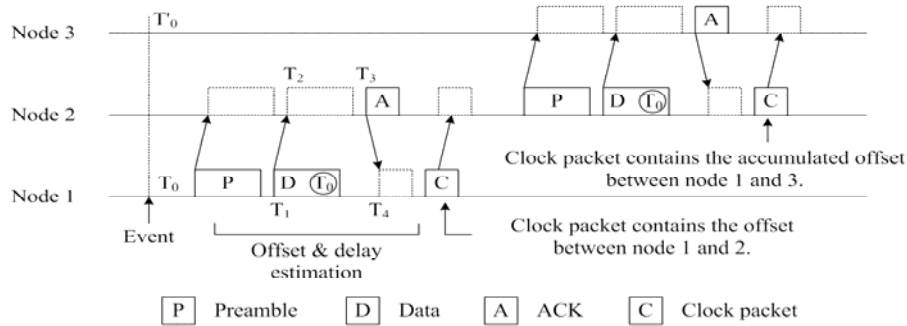 Node 3
T'0
A
T2
T3
A
P
D T0
C
Node 2
Clock packet contains the accumulated offset
between node 1 and 3.
T0
P
D T0
C
Node 1
T1
T4
Event
Offset & delay
estimation
Clock packet contains the offset
between node 1 and 2.
P Preamble D Data A ACK C Clock packet